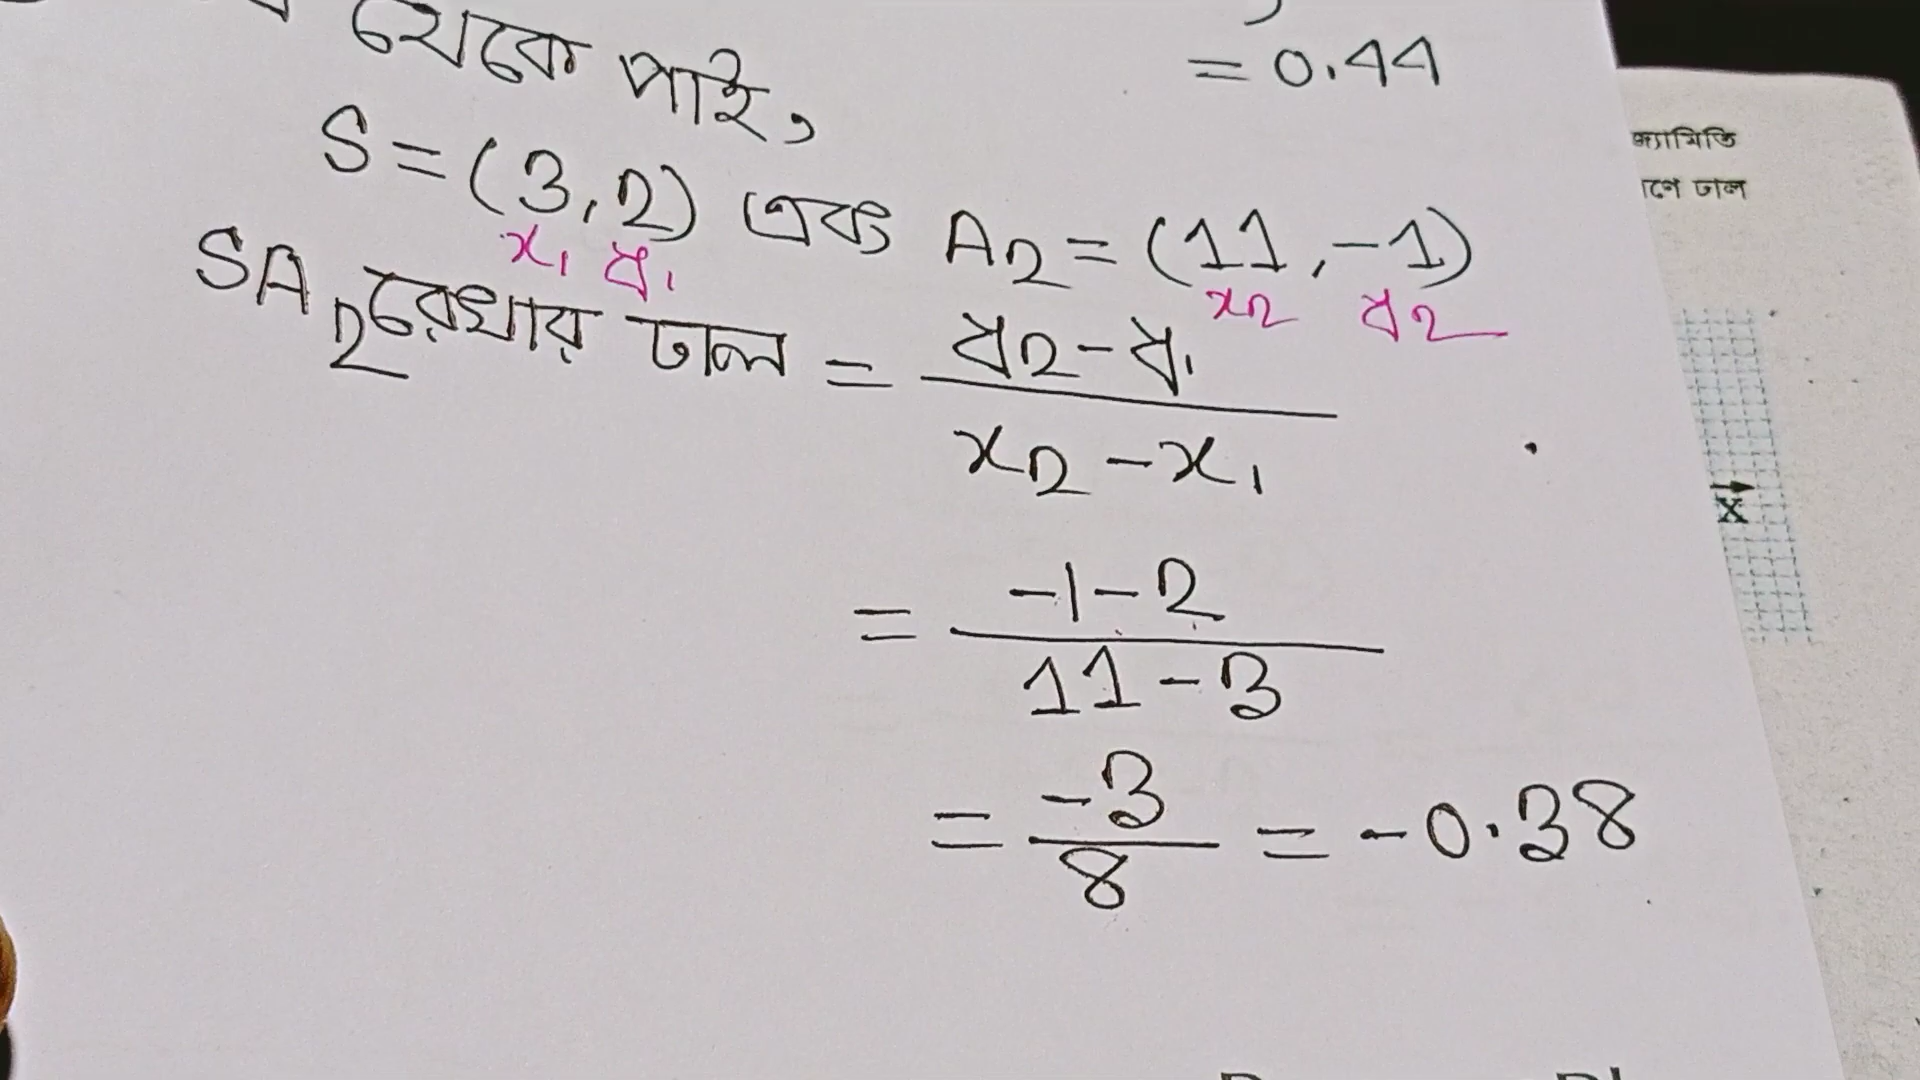 থেকে পাই,
= 0.44
S = (3, 2) এবং A2 = (11, -1)
x1 y1 x2 y2
SA2 রেখার ঢাল = y2 - y1 / x2 - x1
= -1 - 2 / 11 - 3
= -3 / 8 = -0.38
ঢাল
X